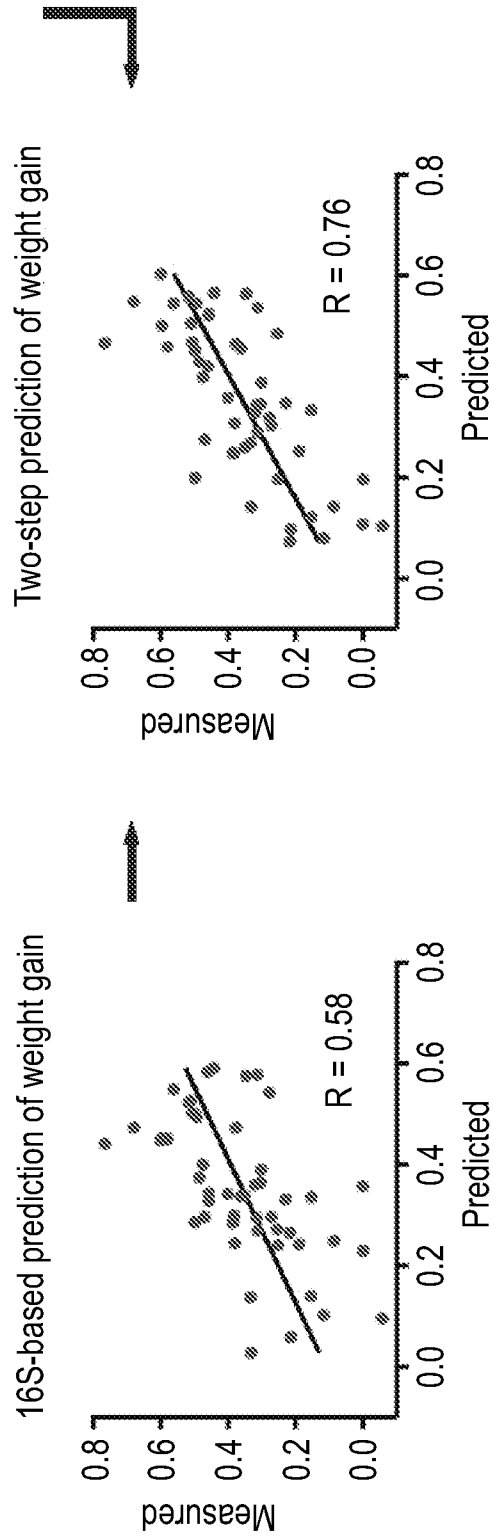 16S-based prediction of weight gain
Measured
0.8
0.6
0.4
0.2
0.0
R = 0.58
0.0 0.2 0.4 0.6 0.8
Predicted
Two-step prediction of weight gain
Measured
0.8
0.6
0.4
0.2
0.0
R = 0.76
0.0 0.2 0.4 0.6 0.8
Predicted